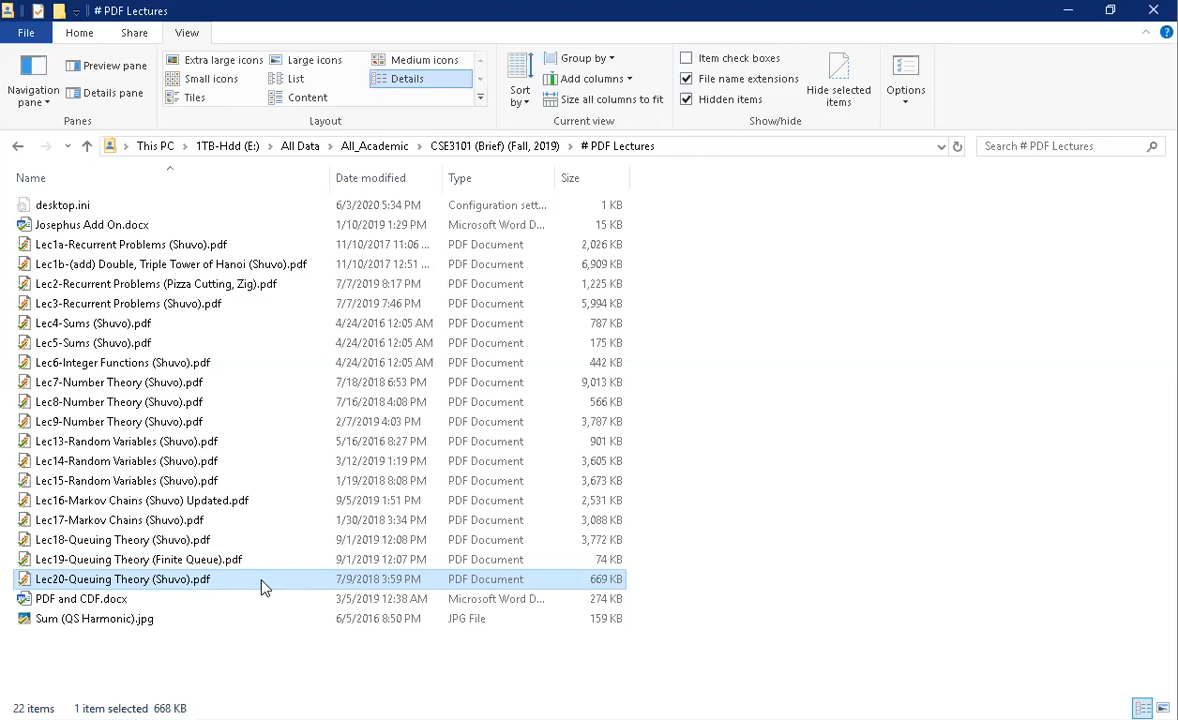 # PDF Lectures
File Home Share View
Navigation pane
Preview pane
Details pane
Panes
Extra large icons Large icons Medium icons
Small icons List Details
Tiles Content
Layout
Sort by
Group by
Add columns
Size all columns to fit
Current view
Item check boxes
File name extensions
Hidden items
Hide selected items
Show/hide
Options
This PC > 1TB-Hdd (E:) > All Data > All_Academic > CSE3101 (Brief) (Fall, 2019) > # PDF Lectures
Search # PDF Lectures
Name Date modified Type Size
desktop.ini 6/3/2020 5:34 PM Configuration sett... 1 KB
Josephus Add On.docx 1/10/2019 1:29 PM Microsoft Word D... 15 KB
Lec1a-Recurrent Problems (Shuvo).pdf 11/10/2017 11:06 ... PDF Document 2,026 KB
Lec1b-(add) Double, Triple Tower of Hanoi (Shuvo).pdf 11/10/2017 12:51 ... PDF Document 6,909 KB
Lec2-Recurrent Problems (Pizza Cutting, Zig).pdf 7/7/2019 8:17 PM PDF Document 1,225 KB
Lec3-Recurrent Problems (Shuvo).pdf 7/7/2019 7:46 PM PDF Document 5,994 KB
Lec4-Sums (Shuvo).pdf 4/24/2016 12:05 AM PDF Document 787 KB
Lec5-Sums (Shuvo).pdf 4/24/2016 12:05 AM PDF Document 175 KB
Lec6-Integer Functions (Shuvo).pdf 4/24/2016 12:05 AM PDF Document 442 KB
Lec7-Number Theory (Shuvo).pdf 7/18/2018 6:53 PM PDF Document 9,013 KB
Lec8-Number Theory (Shuvo).pdf 7/16/2018 4:08 PM PDF Document 566 KB
Lec9-Number Theory (Shuvo).pdf 2/7/2019 4:03 PM PDF Document 3,787 KB
Lec13-Random Variables (Shuvo).pdf 5/16/2016 8:27 PM PDF Document 901 KB
Lec14-Random Variables (Shuvo).pdf 3/12/2019 1:19 PM PDF Document 3,605 KB
Lec15-Random Variables (Shuvo).pdf 1/19/2018 8:08 PM PDF Document 3,673 KB
Lec16-Markov Chains (Shuvo) Updated.pdf 9/5/2019 1:51 PM PDF Document 2,531 KB
Lec17-Markov Chains (Shuvo).pdf 1/30/2018 3:34 PM PDF Document 3,088 KB
Lec18-Queuing Theory (Shuvo).pdf 9/1/2019 12:08 PM PDF Document 3,772 KB
Lec19-Queuing Theory (Finite Queue).pdf 9/1/2019 12:07 PM PDF Document 74 KB
Lec20-Queuing Theory (Shuvo).pdf 7/9/2018 3:59 PM PDF Document 669 KB
PDF and CDF.docx 3/5/2019 12:38 AM Microsoft Word D... 274 KB
Sum (QS Harmonic).jpg 6/5/2016 8:50 PM JPG File 159 KB
22 items 1 item selected 668 KB